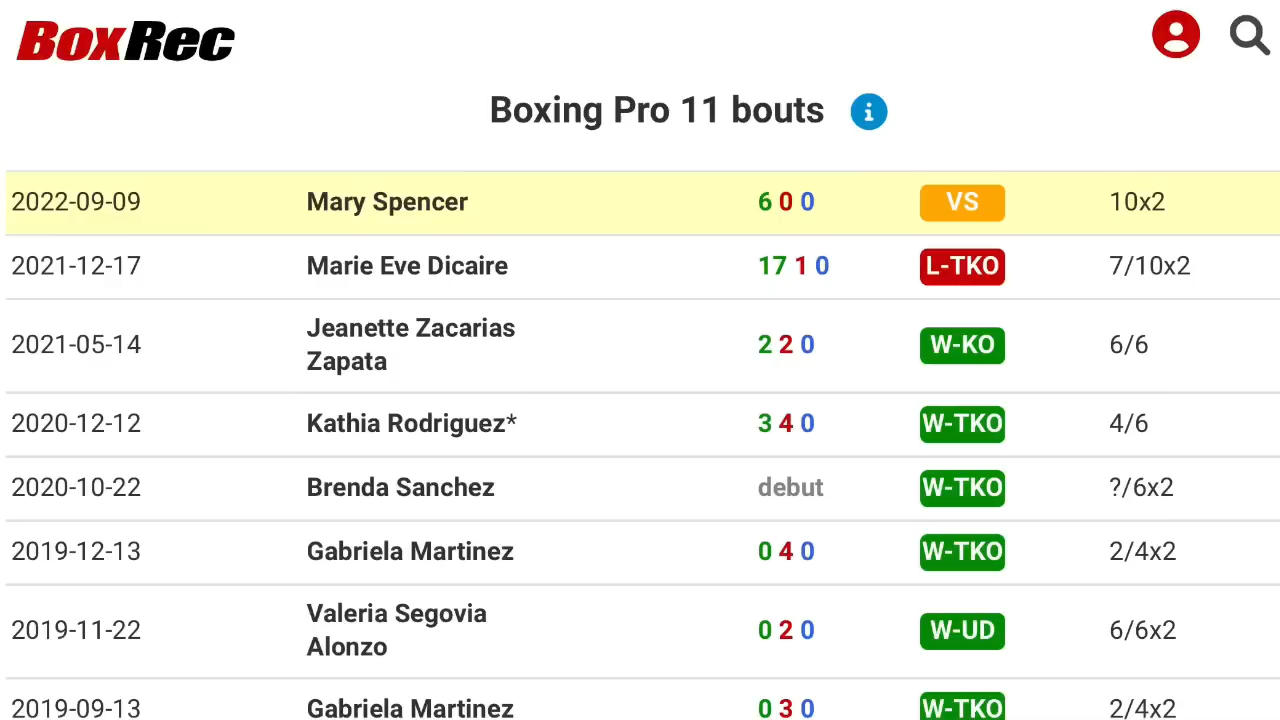 BoxRec
Boxing Pro 11 bouts
2022-09-09 Mary Spencer 6 0 0 VS 10x2
2021-12-17 Marie Eve Dicaire 17 1 0 L-TKO 7/10x2
2021-05-14 Jeanette Zacarias
Zapata 2 2 0 W-KO 6/6
2020-12-12 Kathia Rodriguez* 3 4 0 W-TKO 4/6
2020-10-22 Brenda Sanchez debut W-TKO ?/6x2
2019-12-13 Gabriela Martinez 0 4 0 W-TKO 2/4x2
2019-11-22 Valeria Segovia
Alonzo 0 2 0 W-UD 6/6x2
2019-09-13 Gabriela Martinez 0 3 0 W-TKO 2/4x2